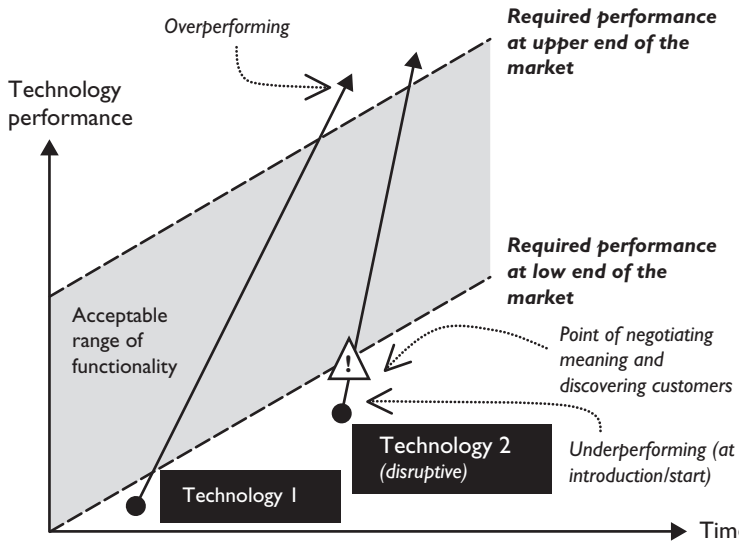 Overperforming
Required performance
at upper end of the
market
Technology
performance
Required performance
at low end of the
market
Acceptable
range of
functionality
!
Point of negotiating
meaning and
discovering customers
Technology 2
(disruptive)
Underperforming (at
introduction/start)
Technology 1
Tim